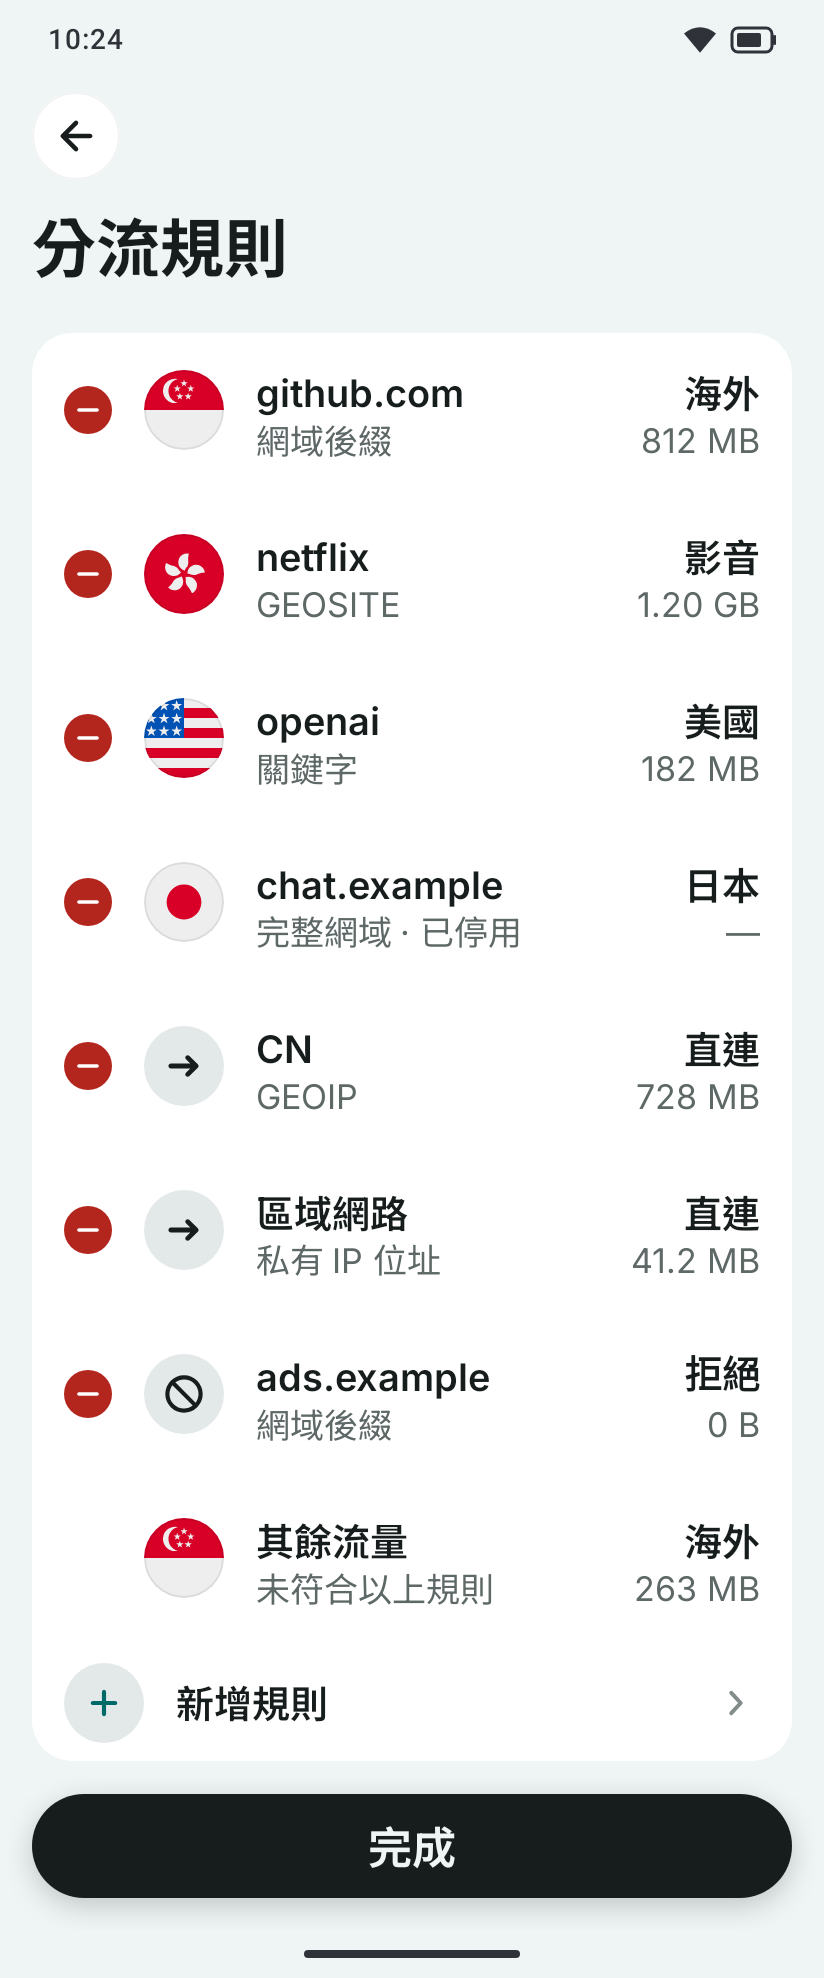 10:24
分流規則
github.com 海外
網域後綴 812 MB
netflix 影音
GEOSITE 1.20 GB
openai 美國
關鍵字 182 MB
chat.example 日本
完整網域 · 已停用 —
CN 直連
GEOIP 728 MB
區域網路 直連
私有 IP 位址 41.2 MB
ads.example 拒絕
網域後綴 0 B
其餘流量 海外
未符合以上規則 263 MB
新增規則
完成